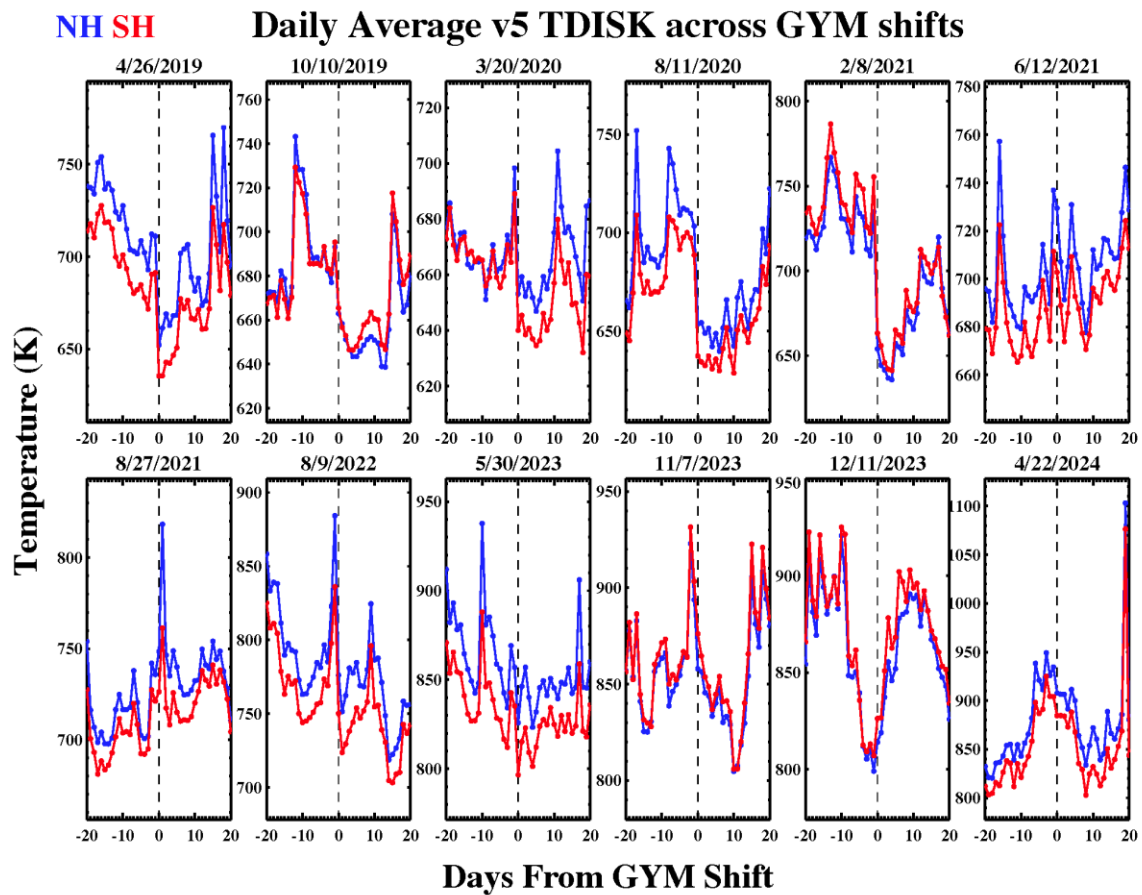 NH SH Daily Average v5 TDISK across GYM shifts
4/26/2019 10/10/2019 3/20/2020 8/11/2020 2/8/2021 6/12/2021
750 700 650
760 740 720 700 680 660 640 620
720 700 680 660 640 620
750 700 650
800 750 700 650
780 760 740 720 700 680 660
-20 -10 0 10 20 -10 0 10 20 -10 0 10 20 -10 0 10 20 -10 0 10 20 -20 -10 0 10 20
8/27/2021 8/9/2022 5/30/2023 11/7/2023 12/11/2023 4/22/2024
800 750 700
900 850 800 750 700
950 900 850 800
950 900 850 800
950 900 850 800
1100 1050 1000 950 900 850 800
-20 -10 0 10 20 -10 0 10 20 -10 0 10 20 -10 0 10 20 -10 0 10 20 -20 -10 0 10 20
Temperature (K)
Days From GYM Shift